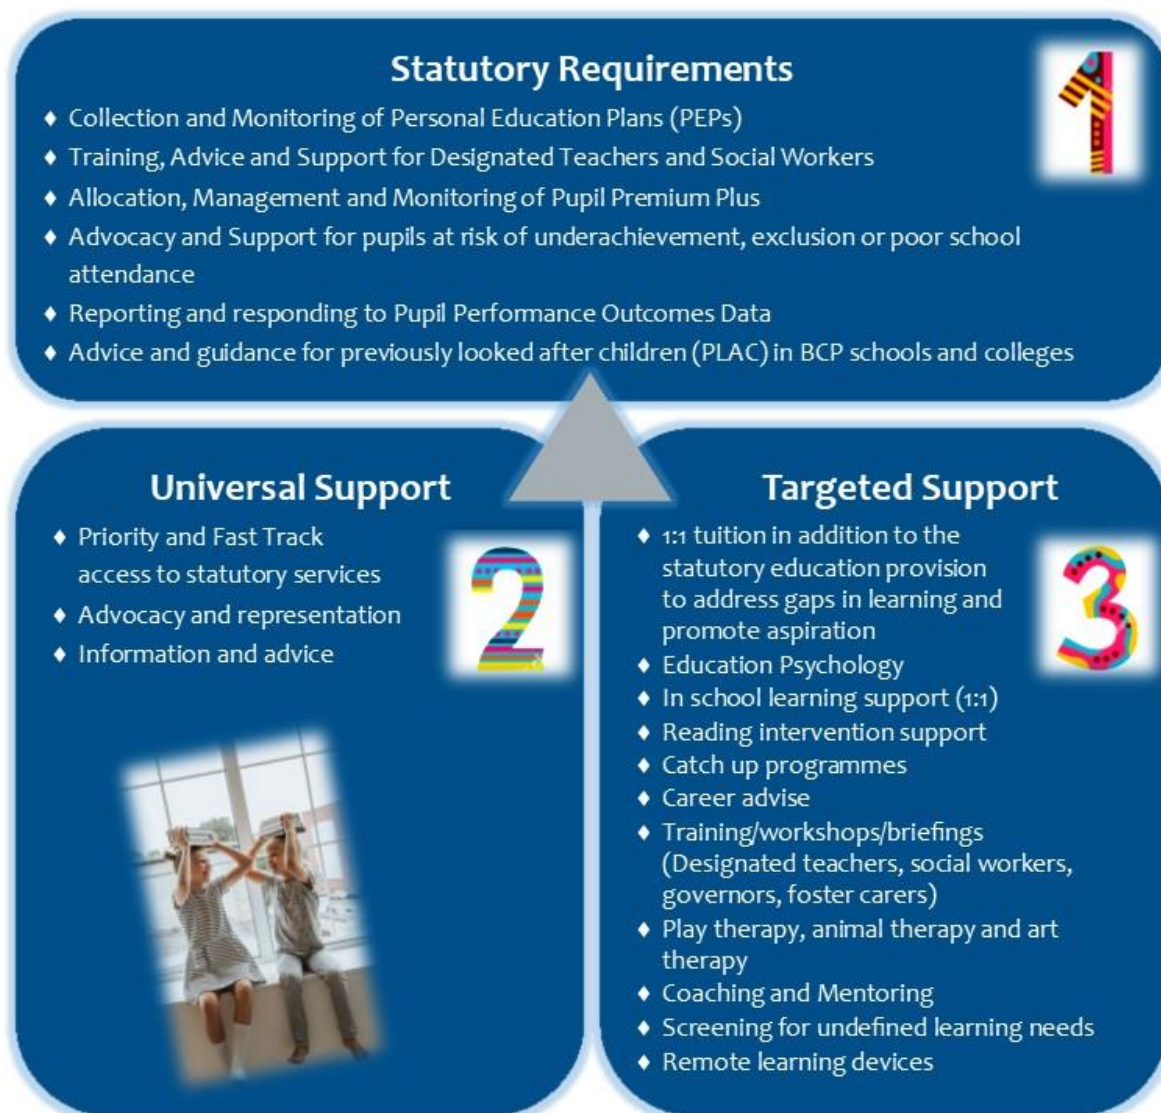 Statutory Requirements
1
♦ Collection and Monitoring of Personal Education Plans (PEPs)
♦ Training, Advice and Support for Designated Teachers and Social Workers
♦ Allocation, Management and Monitoring of Pupil Premium Plus
♦ Advocacy and Support for pupils at risk of underachievement, exclusion or poor school
attendance
♦ Reporting and responding to Pupil Performance Outcomes Data
♦ Advice and guidance for previously looked after children (PLAC) in BCP schools and colleges
Universal Support
2
♦ Priority and Fast Track
access to statutory services
♦ Advocacy and representation
♦ Information and advice
Targeted Support
3
♦ 1:1 tuition in addition to the
statutory education provision
to address gaps in learning and
promote aspiration
♦ Education Psychology
♦ In school learning support (1:1)
♦ Reading intervention support
♦ Catch up programmes
♦ Career advise
♦ Training/workshops/briefings
(Designated teachers, social workers,
governors, foster carers)
♦ Play therapy, animal therapy and art
therapy
♦ Coaching and Mentoring
♦ Screening for undefined learning needs
♦ Remote learning devices